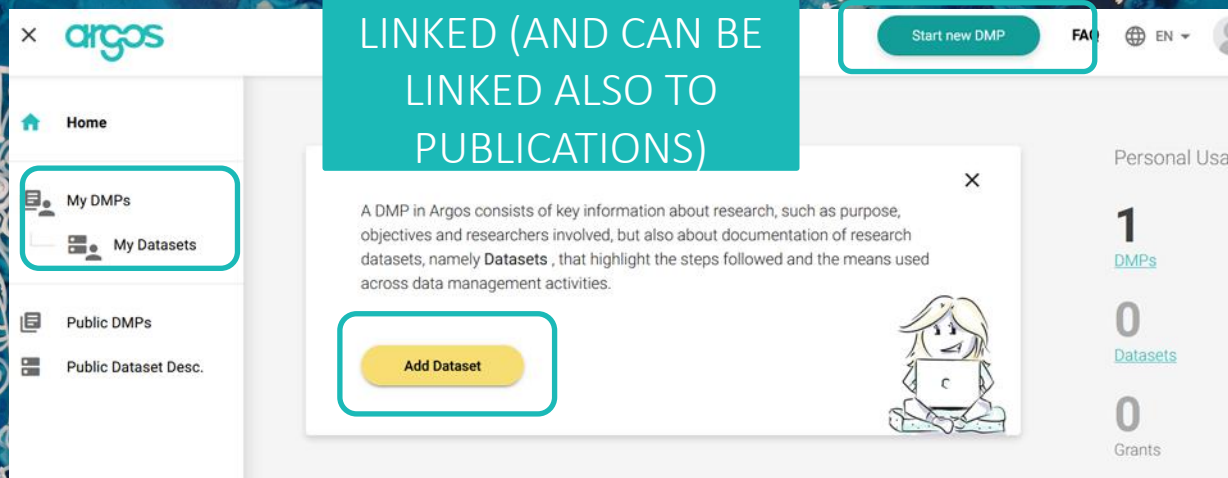 LINKED (AND CAN BE
LINKED ALSO TO
PUBLICATIONS)
argos
Start new DMP
FAQ
EN
Home
My DMPs
My Datasets
Public DMPs
Public Dataset Desc.
A DMP in Argos consists of key information about research, such as purpose,
objectives and researchers involved, but also about documentation of research
datasets, namely Datasets , that highlight the steps followed and the means used
across data management activities.
Add Dataset
Personal Usa
1
DMPs
0
Datasets
0
Grants